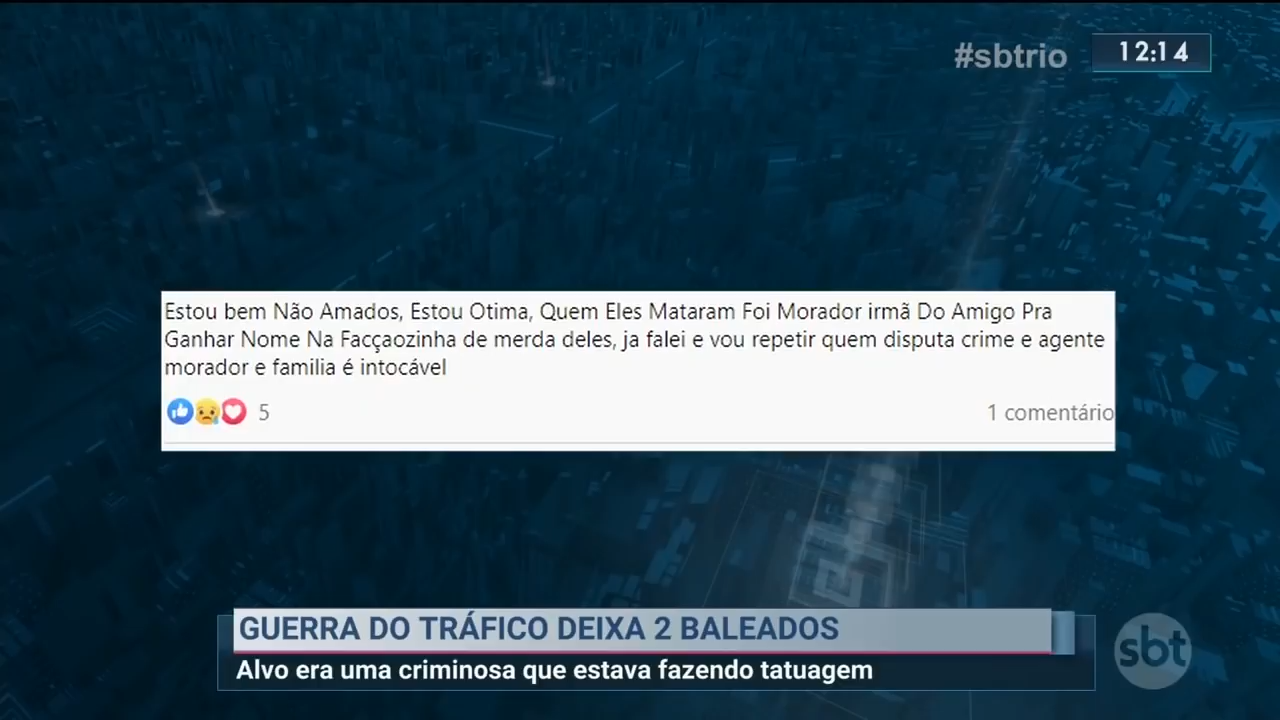 #sbtrio
12:14
Estou bem Não Amados, Estou Otima, Quem Eles Mataram Foi Morador irmã Do Amigo Pra
Ganhar Nome Na Facçaozinha de merda deles, ja falei e vou repetir quem disputa crime e agente
morador e familia é intocável
5
1 comentário
GUERRA DO TRÁFICO DEIXA 2 BALEADOS
Alvo era uma criminosa que estava fazendo tatuagem
sbt